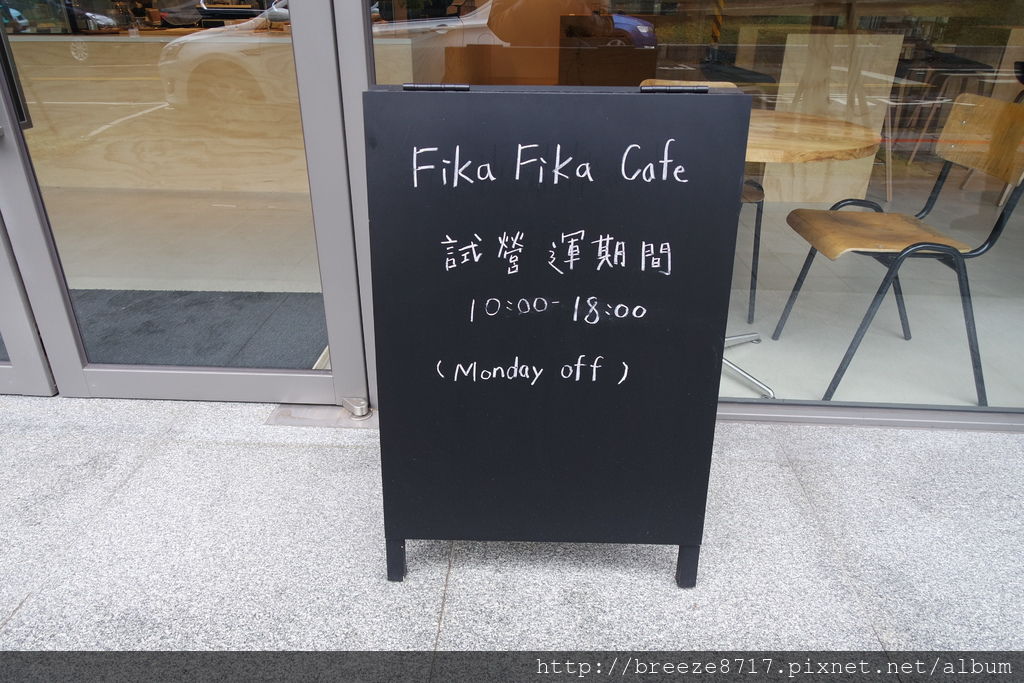 Fika Fika Cafe
試營運期間
10:00-18:00
(Monday off)
http://breeze8717.pixnet.net/album